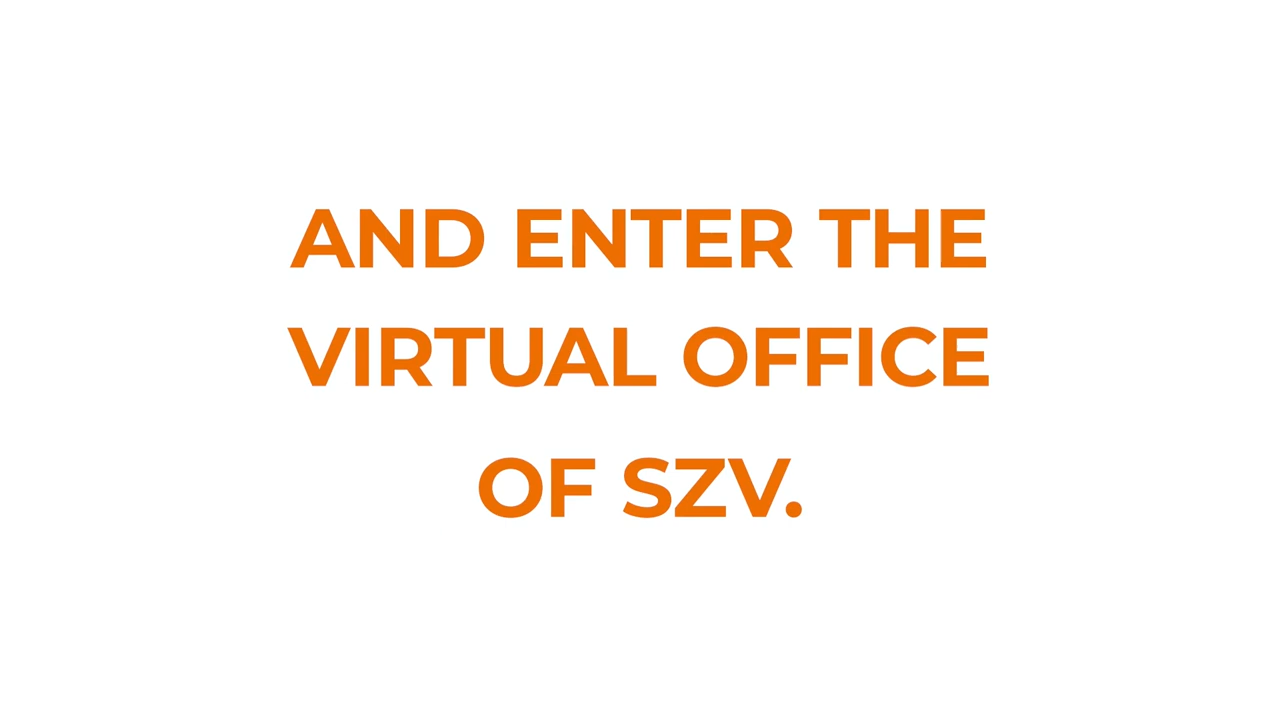 AND ENTER THE
VIRTUAL OFFICE
OF SZV.